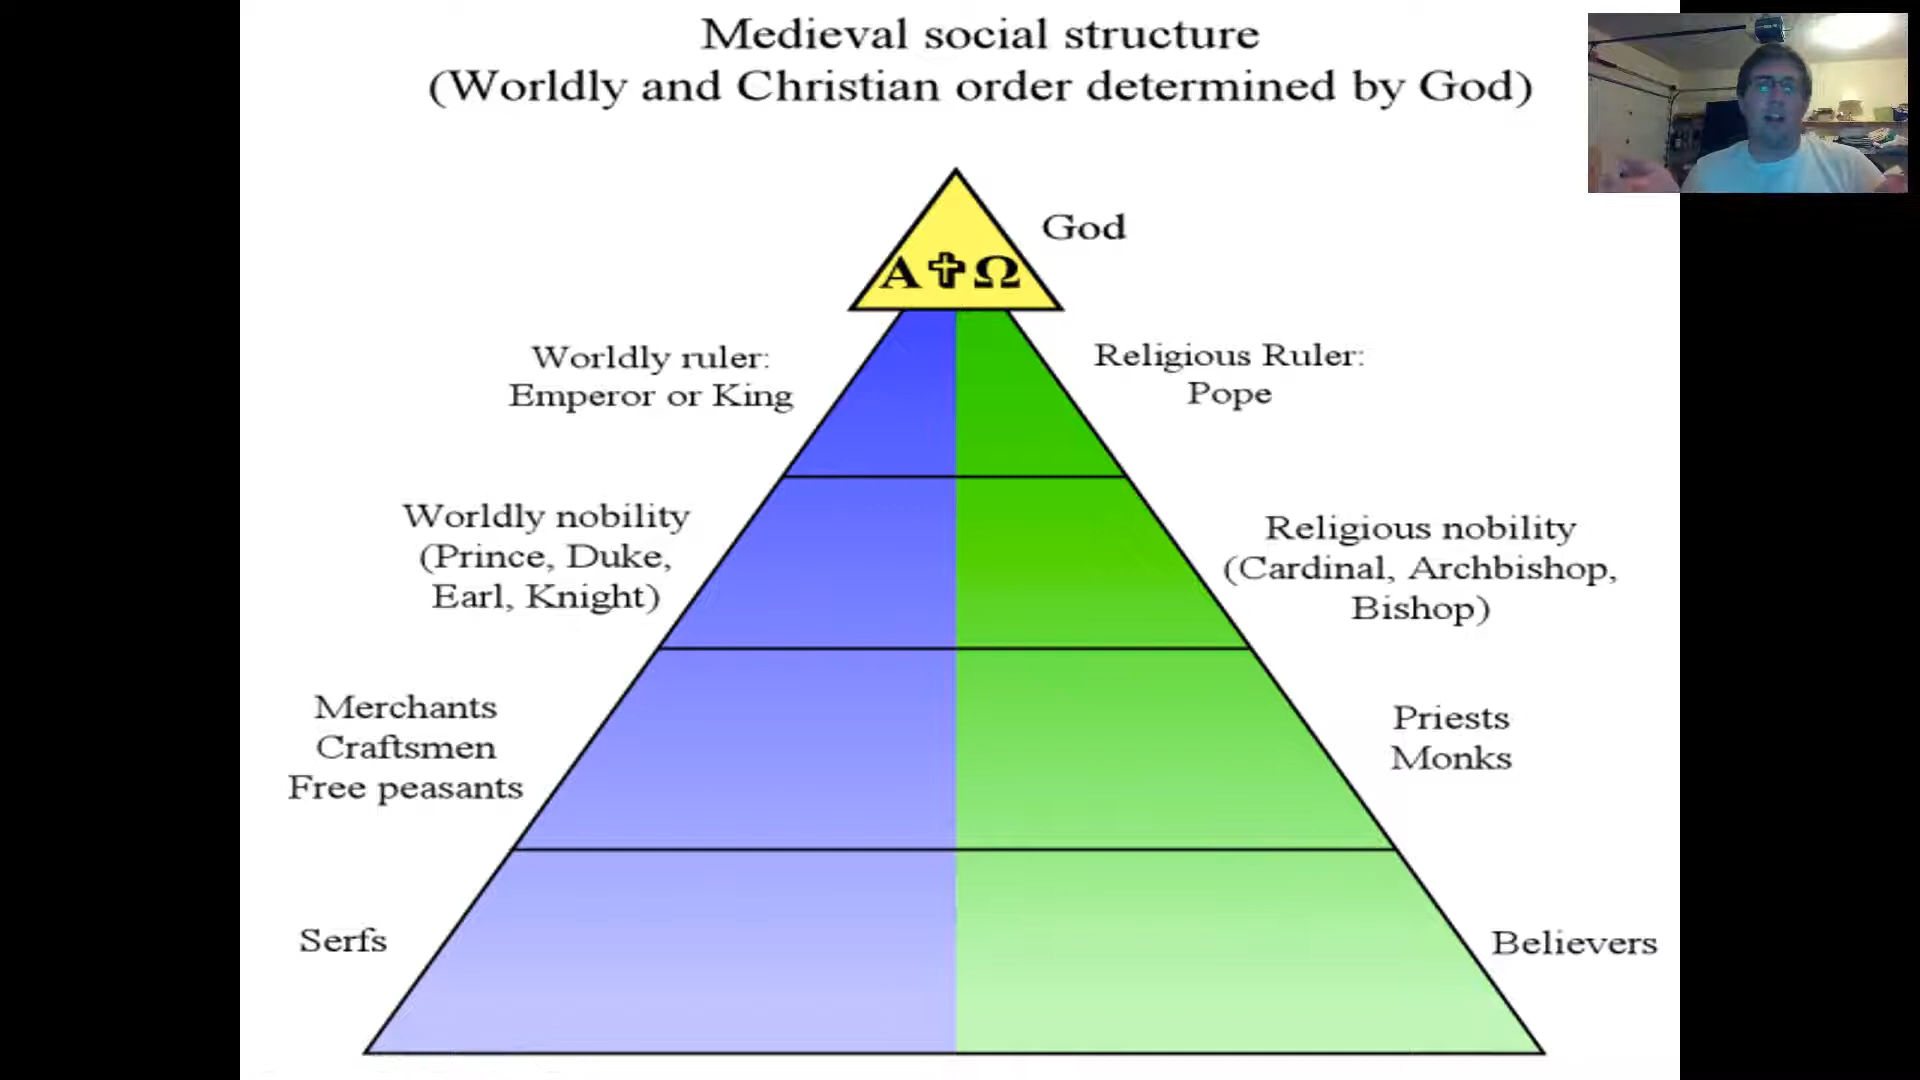 Medieval social structure
(Worldly and Christian order determined by God)
God
Α✞Ω
Worldly ruler:
Emperor or King
Religious Ruler:
Pope
Worldly nobility
(Prince, Duke,
Earl, Knight)
Religious nobility
(Cardinal, Archbishop,
Bishop)
Merchants
Craftsmen
Free peasants
Priests
Monks
Serfs
Believers